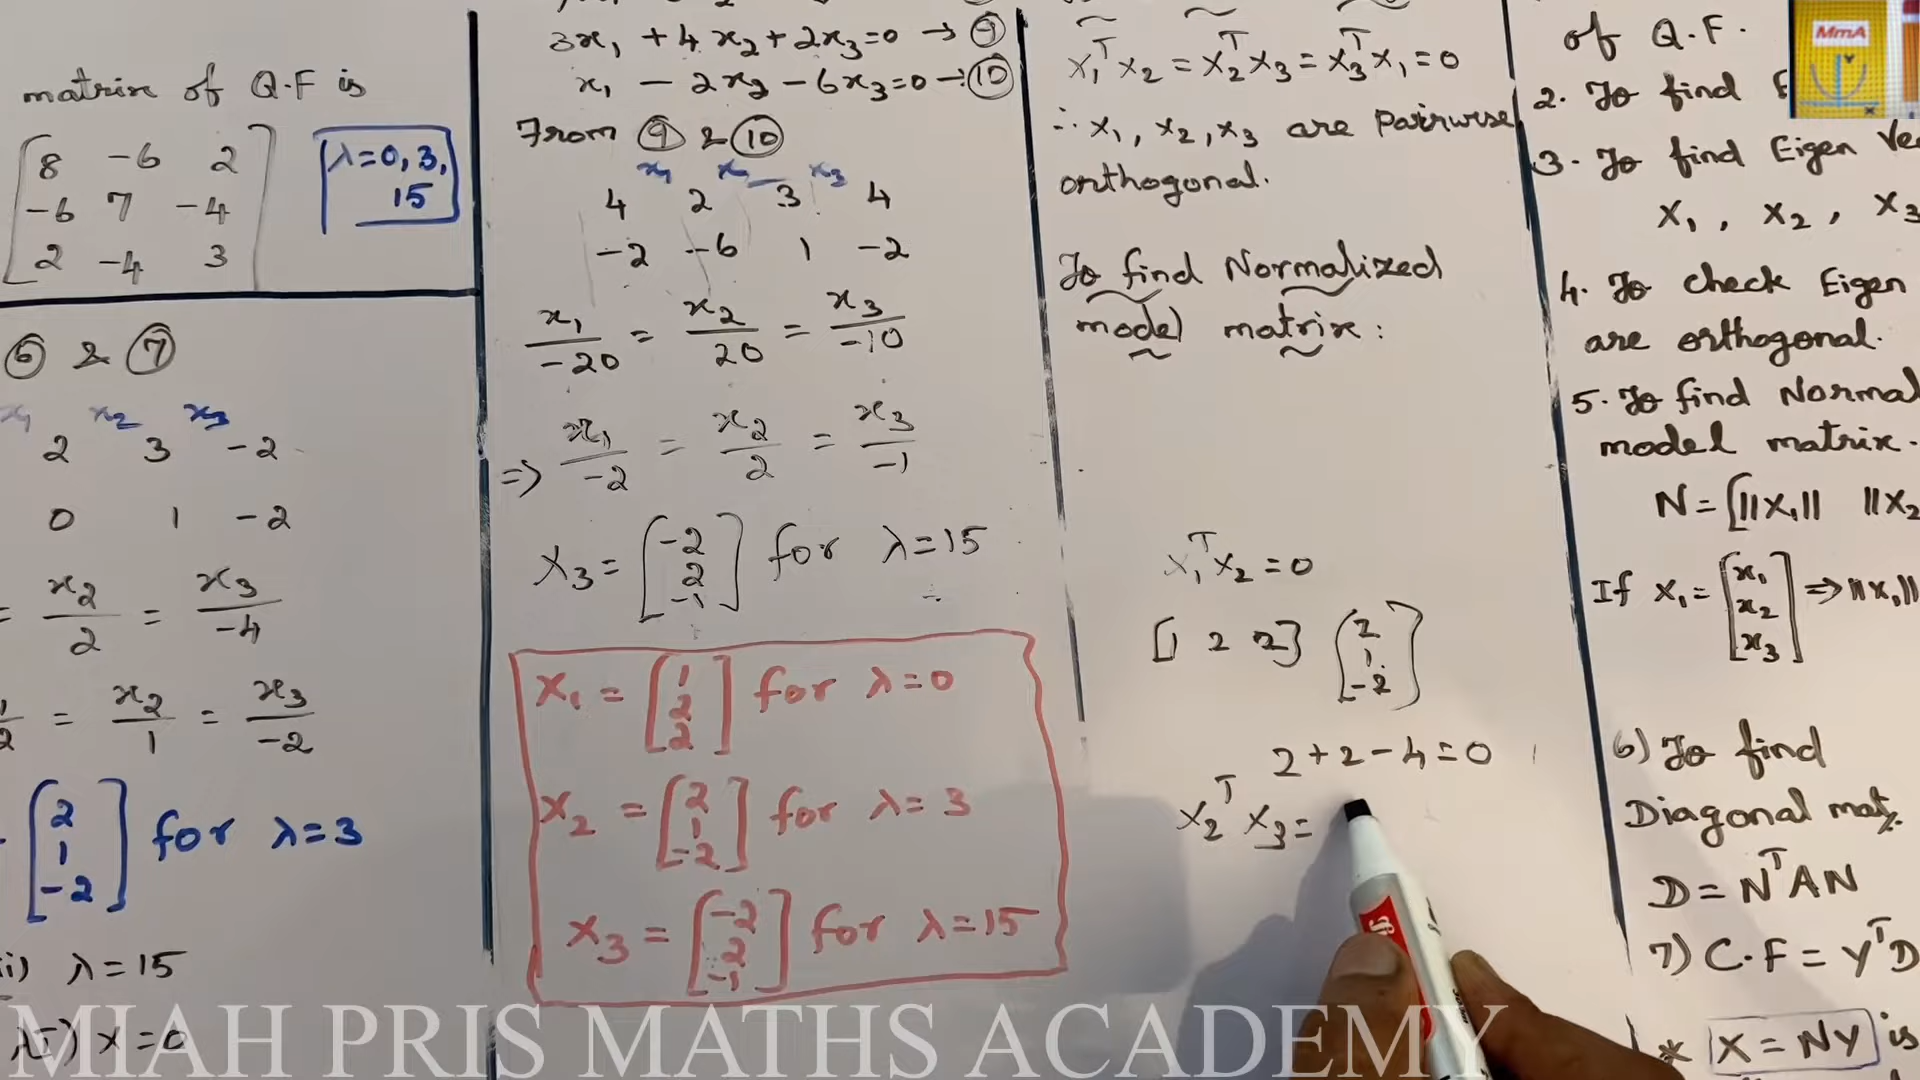 matrix of Q.F is
8 -6 2
-6 7 -4
2 -4 3
λ=0, 3,
15
⑥ & ⑦
x₁ x₂ x₃
2 3 -2
0 1 -2
= x₂/2 = x₃/-4
= x₂/1 = x₃/-2
[2 1 -2] for λ=3
λ=15
λI) X=0
3x₁ + 4x₂ + 2x₃=0 → ⑨
x₁ - 2x₂ - 6x₃=0 → ⑩
From ⑨ & ⑩
x₁ x₂ x₃
4 2 -3 4
-2 -6 1 -2
x₁/-20 = x₂/20 = x₃/-10
⇒ x₁/-2 = x₂/2 = x₃/-1
X₃ = [-2 2 -1] for λ=15
X₁ = [1 2 2] for λ=0
X₂ = [2 1 -2] for λ=3
X₃ = [-2 2 -1] for λ=15
X₁ᵀX₂ = X₂ᵀX₃ = X₃ᵀX₁ = 0
∴ X₁, X₂, X₃ are Pairwise
orthogonal.
To find Normalized
model matrix:
X₁ᵀX₂ = 0
[1 2 2] [2 1 -2]
2+2-4=0
X₂ᵀ X₃ =
of Q.F.
2. To find
3. To find Eigen
X₁, X₂, X₃
4. To check Eigen
are orthogonal.
5. To find Normal
model matrix.
N = [||X₁|| ||X₂
If X₁ = [x₁ x₂ x₃] ⇒ ||X₁||
6) To find
Diagonal mat
D = NᵀAN
7) C.F = YᵀD
* X = NY is
MmA
MIAH PRIS MATHS ACADEMY